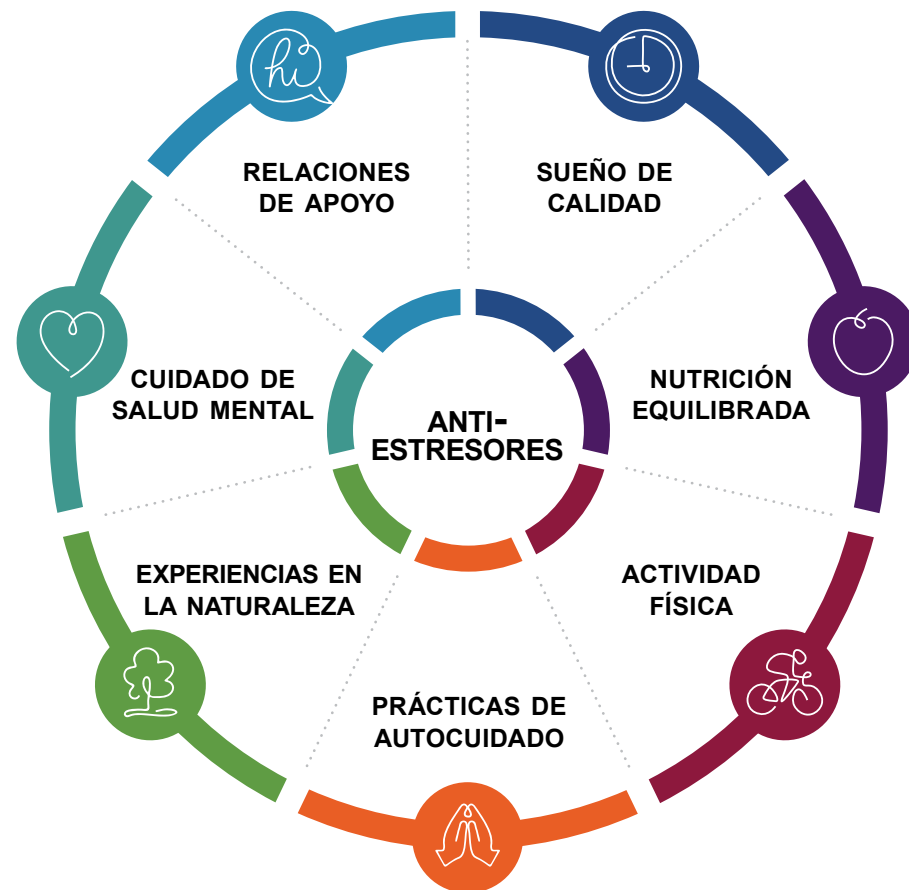 hi
RELACIONES
DE APOYO
SUEÑO DE
CALIDAD
CUIDADO DE
SALUD MENTAL
NUTRICIÓN
EQUILIBRADA
ANTI-
ESTRESORES
EXPERIENCIAS EN
LA NATURALEZA
ACTIVIDAD
FÍSICA
PRÁCTICAS DE
AUTOCUIDADO